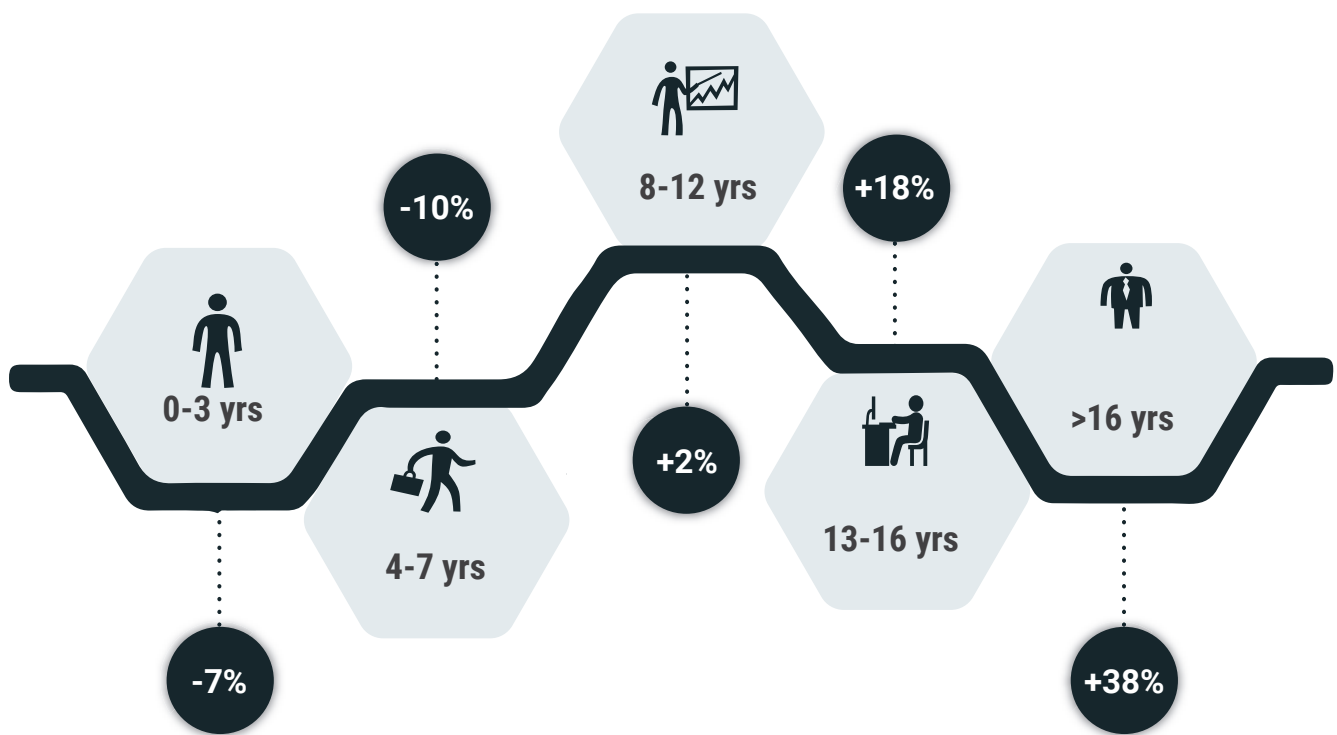 0-3 yrs
-7%
4-7 yrs
-10%
8-12 yrs
+2%
13-16 yrs
+18%
>16 yrs
+38%